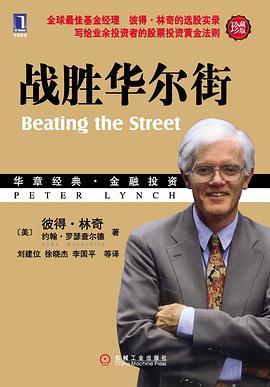 全球最佳基金经理 彼得·林奇的选股实录
写给业余投资者的股票投资黄金法则
珍藏版
战胜华尔街
Beating the Street
华章经典·金融投资
PETER LYNCH
［美］ 彼得·林奇
约翰·罗瑟查尔德 著
John Rothchild
刘建位 徐晓杰 李国平 等译
机械工业出版社
China Machine Press